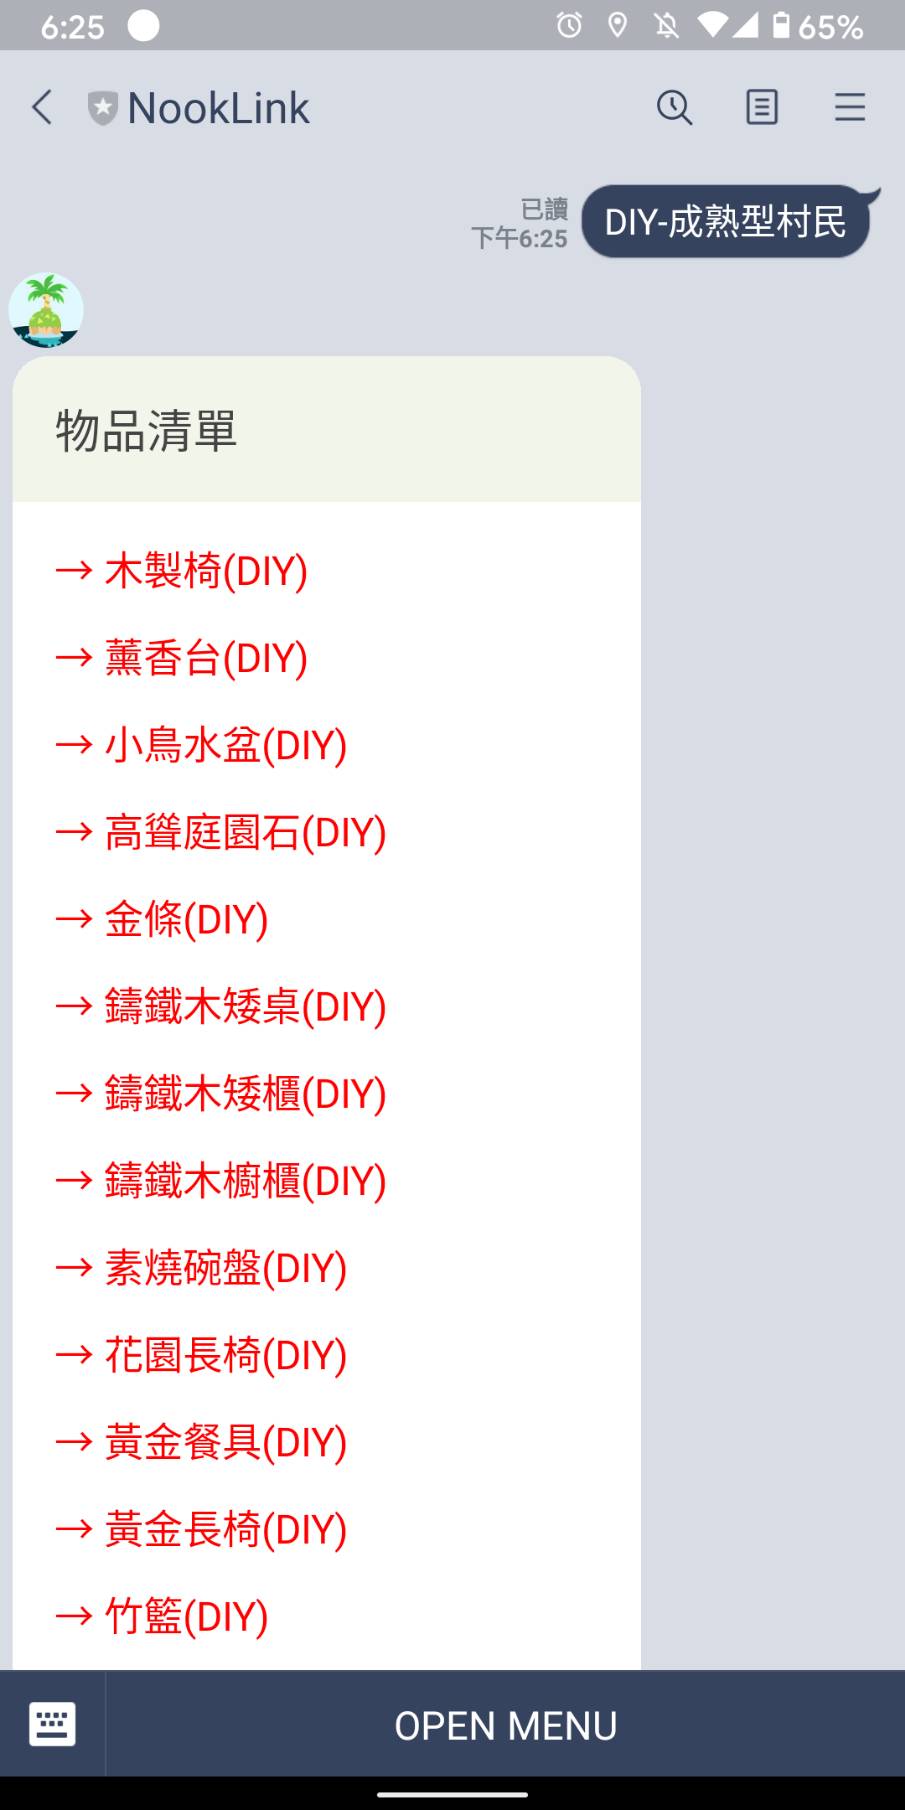 6:25
65%
NookLink
已讀
下午6:25
DIY-成熟型村民
物品清單
→ 木製椅(DIY)
→ 薰香台(DIY)
→ 小鳥水盆(DIY)
→ 高聳庭園石(DIY)
→ 金條(DIY)
→ 鑄鐵木矮桌(DIY)
→ 鑄鐵木矮櫃(DIY)
→ 鑄鐵木櫥櫃(DIY)
→ 素燒碗盤(DIY)
→ 花園長椅(DIY)
→ 黃金餐具(DIY)
→ 黃金長椅(DIY)
→ 竹籃(DIY)
OPEN MENU